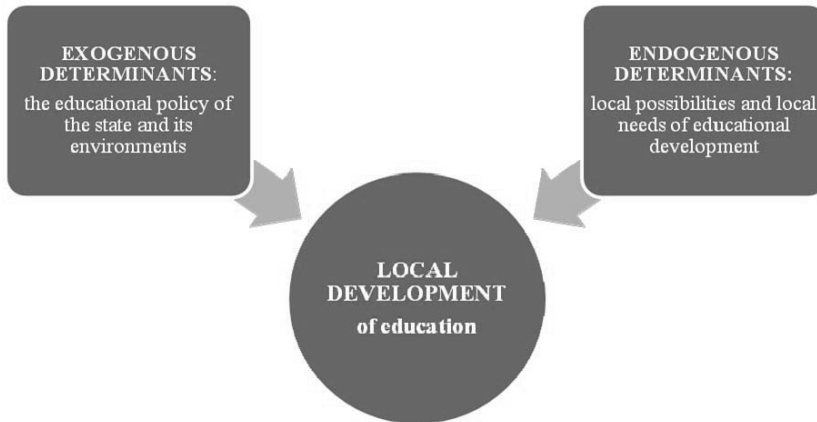 EXOGENOUS
DETERMINANTS:
the educational policy of
the state and its
environments
ENDOGENOUS
DETERMINANTS:
local possibilities and local
needs of educational
development
LOCAL
DEVELOPMENT
of education